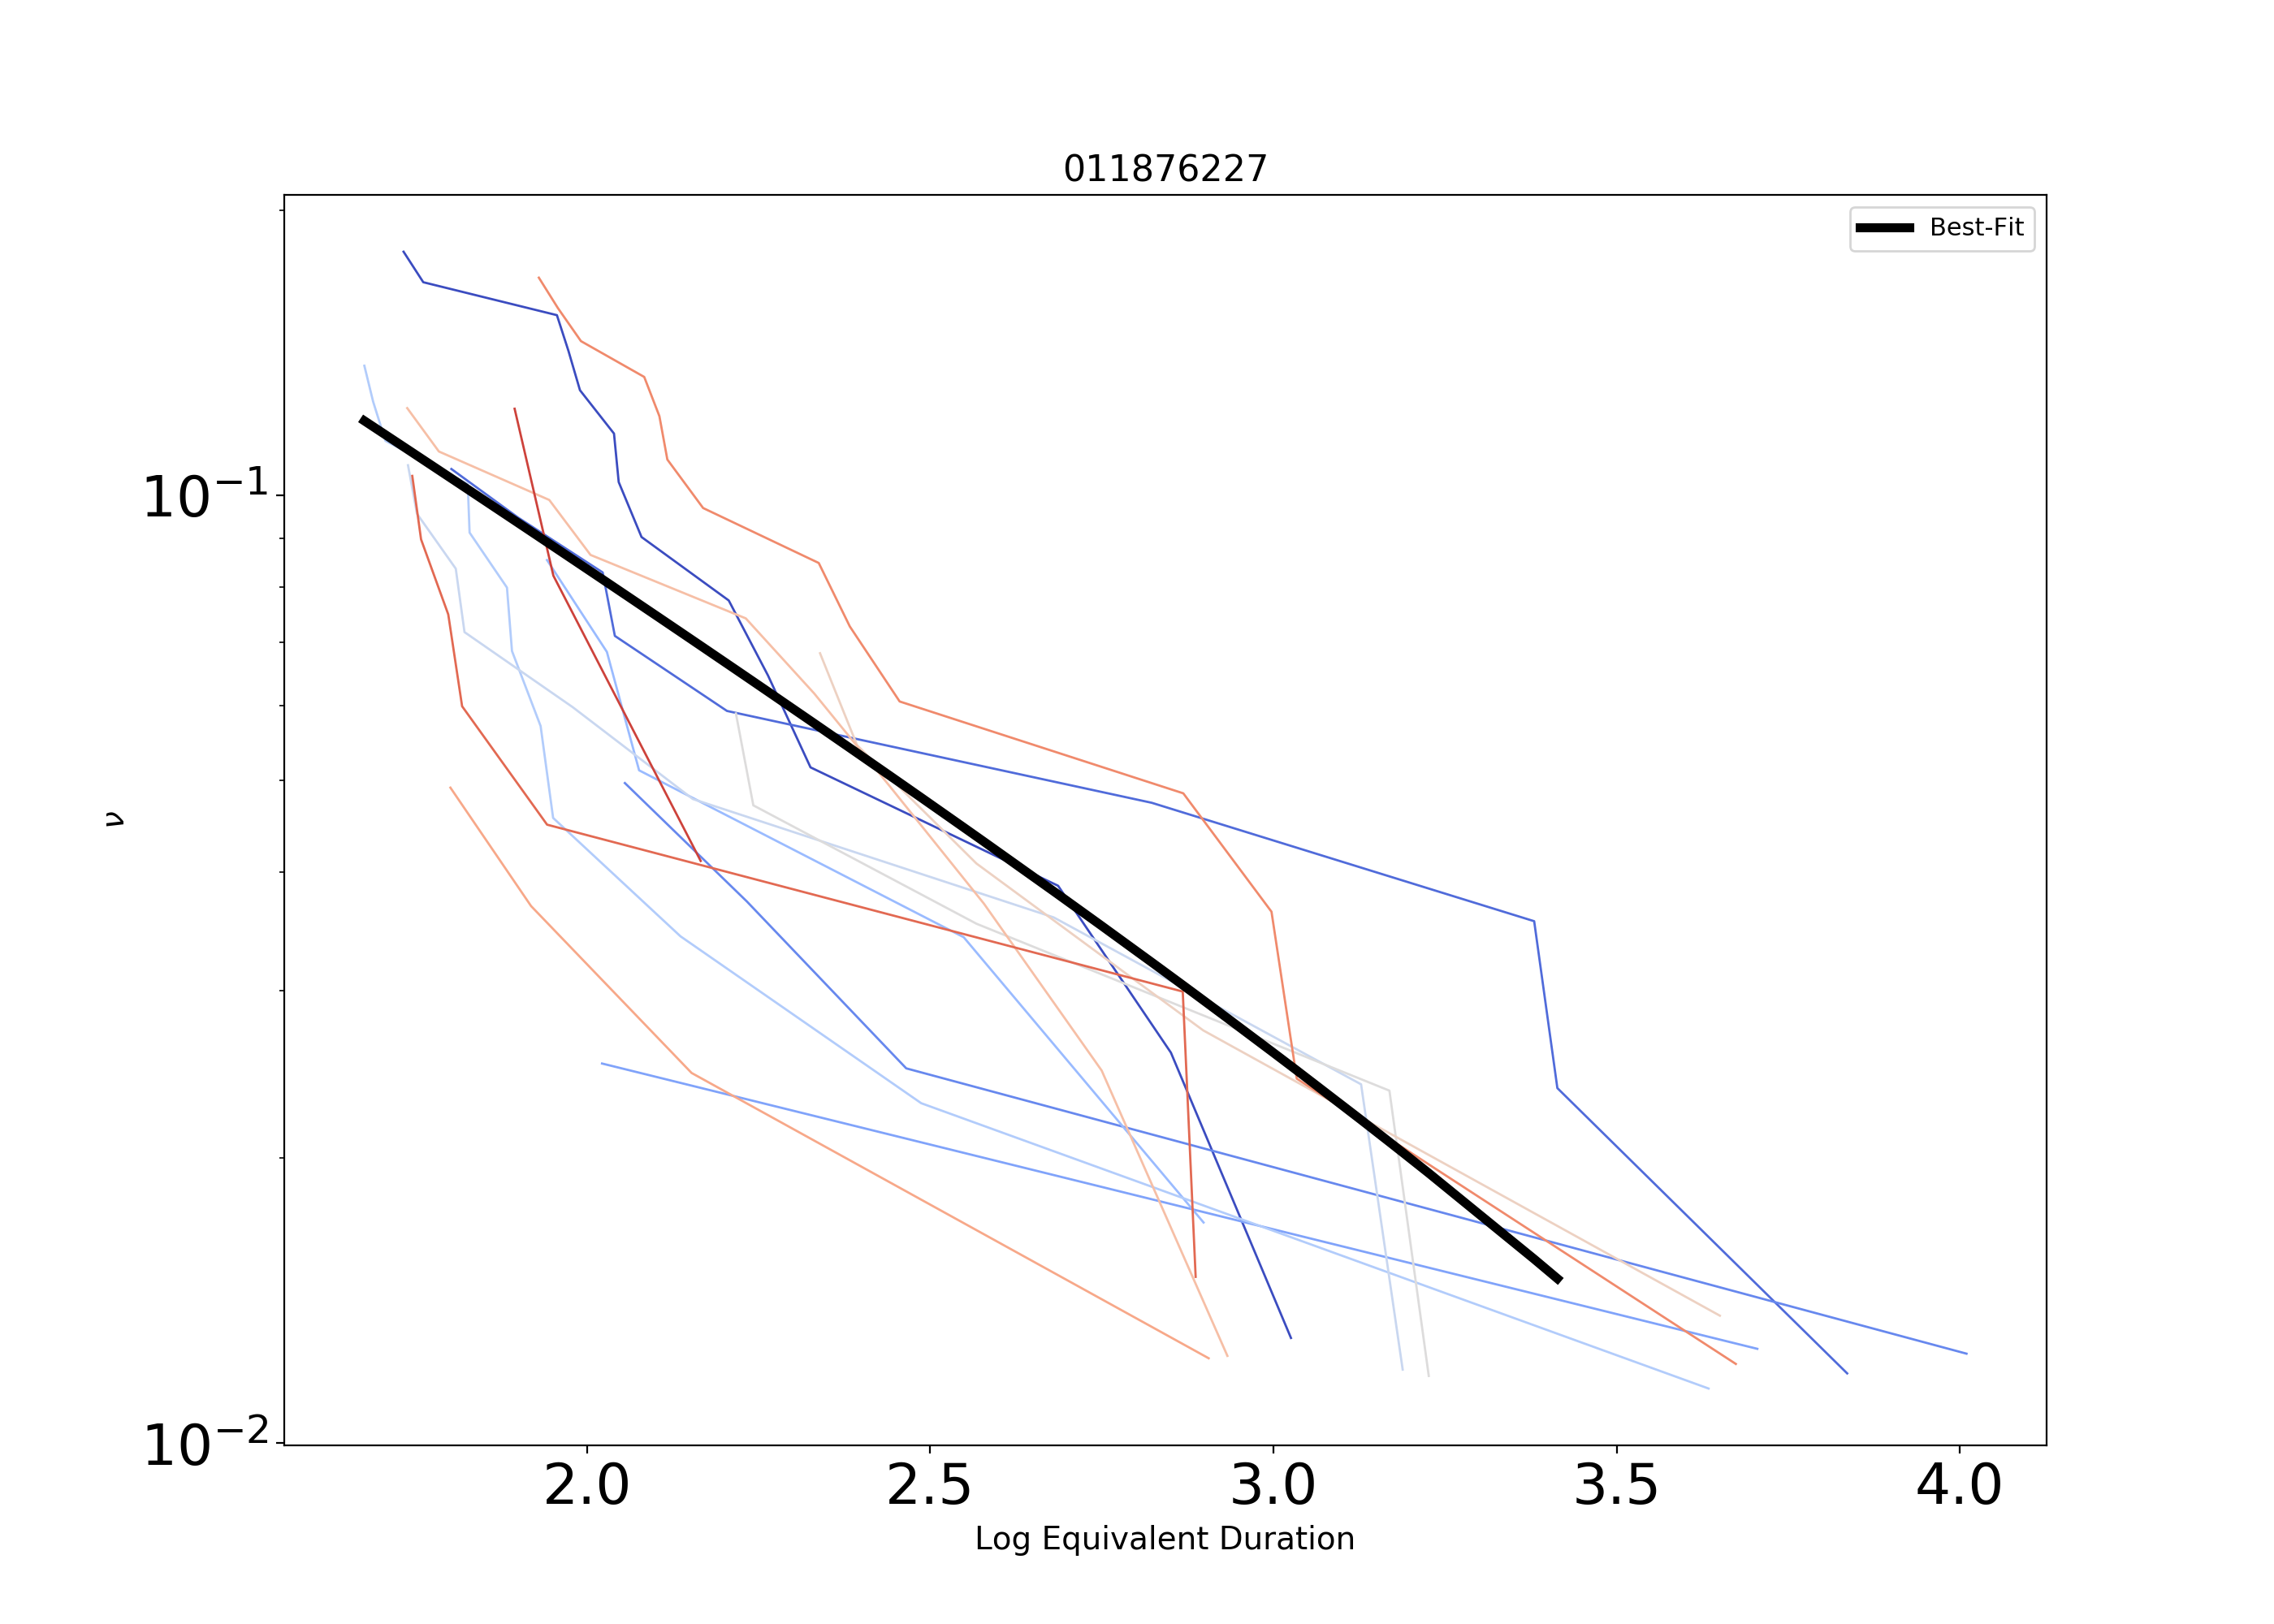 011876227
Best-Fit
10⁻¹
ν
10⁻²
2.0 2.5 3.0 3.5 4.0
Log Equivalent Duration